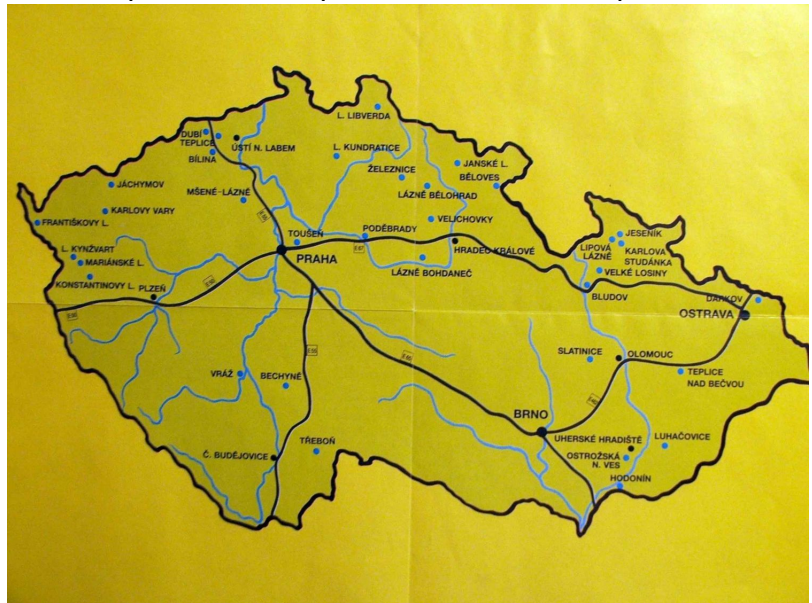 L. LIBVERDA
DUBÍ
TEPLICE
ÚSTÍ N. LABEM
BÍLINA
L. KUNDRATICE
JANSKÉ L.
ŽELEZNICE
BĚLOVES
JÁCHYMOV
MŠENÉ-LÁZNĚ
LÁZNĚ BĚLOHRAD
KARLOVY VARY
FRANTIŠKOVY L.
VELICHOVKY
TOUŠEŇ
PODĚBRADY
JESENÍK
LIPOVÁ
LÁZNĚ
KARLOVA
STUDÁNKA
L. KYNŽVART
MARIÁNSKÉ L.
PRAHA
HRADEC KRÁLOVÉ
LÁZNĚ BOHDANEČ
VELKÉ LOSINY
KONSTANTINOVY L.
PLZEŇ
BLUDOV
DARKOV
OSTRAVA
SLATINICE
OLOMOUC
VRÁŽ
BECHYNĚ
TEPLICE
NAD BEČVOU
BRNO
UHERSKÉ HRADIŠTĚ
LUHAČOVICE
Č. BUDĚJOVICE
TŘEBOŇ
OSTROŽSKÁ
N. VES
HODONÍN